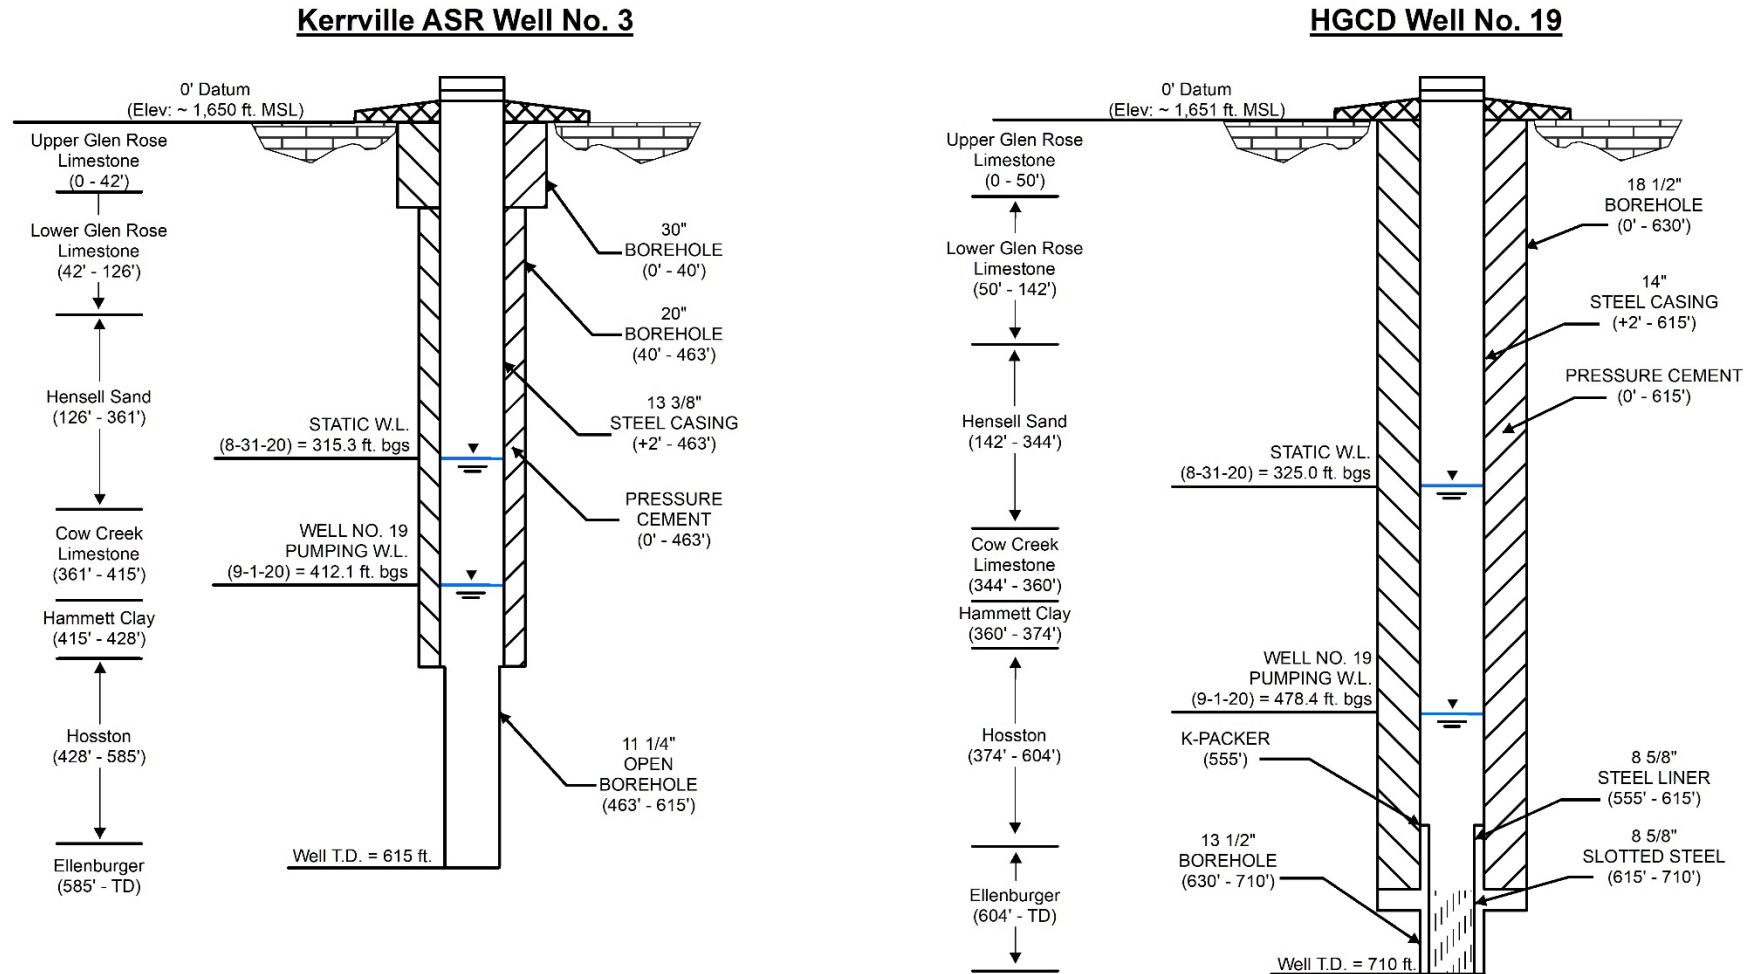 Kerrville ASR Well No. 3
0' Datum
(Elev: ~ 1,650 ft. MSL)
Upper Glen Rose
Limestone
(0 - 42')
Lower Glen Rose
Limestone
(42' - 126')
Hensell Sand
(126' - 361')
Cow Creek
Limestone
(361' - 415')
Hammett Clay
(415' - 428')
Hosston
(428' - 585')
Ellenburger
(585' - TD)
STATIC W.L.
(8-31-20) = 315.3 ft. bgs
WELL NO. 19
PUMPING W.L.
(9-1-20) = 412.1 ft. bgs
Well T.D. = 615 ft.
30"
BOREHOLE
(0' - 40')
20"
BOREHOLE
(40' - 463')
13 3/8"
STEEL CASING
(+2' - 463')
PRESSURE
CEMENT
(0' - 463')
11 1/4"
OPEN
BOREHOLE
(463' - 615')
HGCD Well No. 19
0' Datum
(Elev: ~ 1,651 ft. MSL)
Upper Glen Rose
Limestone
(0 - 50')
Lower Glen Rose
Limestone
(50' - 142')
Hensell Sand
(142' - 344')
Cow Creek
Limestone
(344' - 360')
Hammett Clay
(360' - 374')
Hosston
(374' - 604')
Ellenburger
(604' - TD)
STATIC W.L.
(8-31-20) = 325.0 ft. bgs
WELL NO. 19
PUMPING W.L.
(9-1-20) = 478.4 ft. bgs
K-PACKER
(555')
13 1/2"
BOREHOLE
(630' - 710')
Well T.D. = 710 ft.
18 1/2"
BOREHOLE
(0' - 630')
14"
STEEL CASING
(+2' - 615')
PRESSURE CEMENT
(0' - 615')
8 5/8"
STEEL LINER
(555' - 615')
8 5/8"
SLOTTED STEEL
(615' - 710')